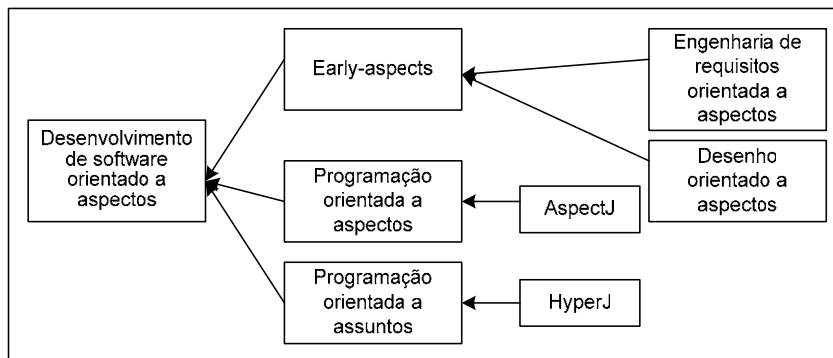 Desenvolvimento
de software
orientado a
aspectos
Early-aspects
Programação
orientada a
aspectos
Programação
orientada a
assuntos
AspectJ
HyperJ
Engenharia de
requisitos
orientada a
aspectos
Desenho
orientado a
aspectos